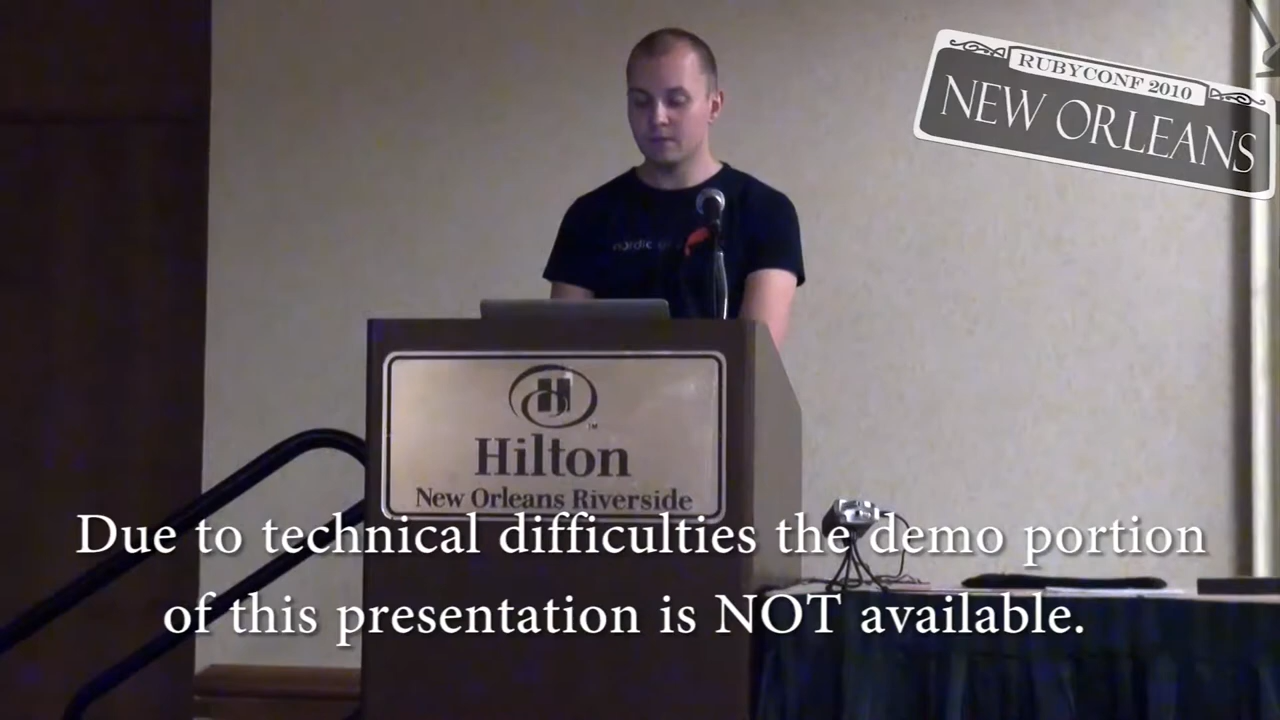 RUBYCONF 2010
NEW ORLEANS
nordic
Hilton
New Orleans Riverside
Due to technical difficulties the demo portion
of this presentation is NOT available.